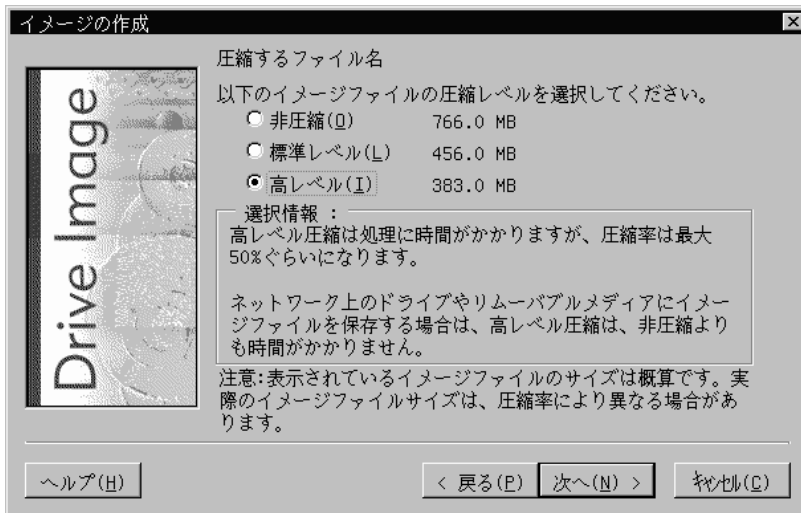 イメージの作成
Drive Image
圧縮するファイル名
以下のイメージファイルの圧縮レベルを選択してください。
非圧縮(O) 766.0 MB
標準レベル(L) 456.0 MB
高レベル(I) 383.0 MB
選択情報 :
高レベル圧縮は処理に時間がかかりますが、圧縮率は最大
50%ぐらいになります。
ネットワーク上のドライブやリムーバブルメディアにイメー
ジファイルを保存する場合は、高レベル圧縮は、非圧縮より
も時間がかかりません。
注意:表示されているイメージファイルのサイズは概算です。実
際のイメージファイルサイズは、圧縮率により異なる場合があ
ります。
ヘルプ(H)
< 戻る(P)
次へ(N) >
キャンセル(C)